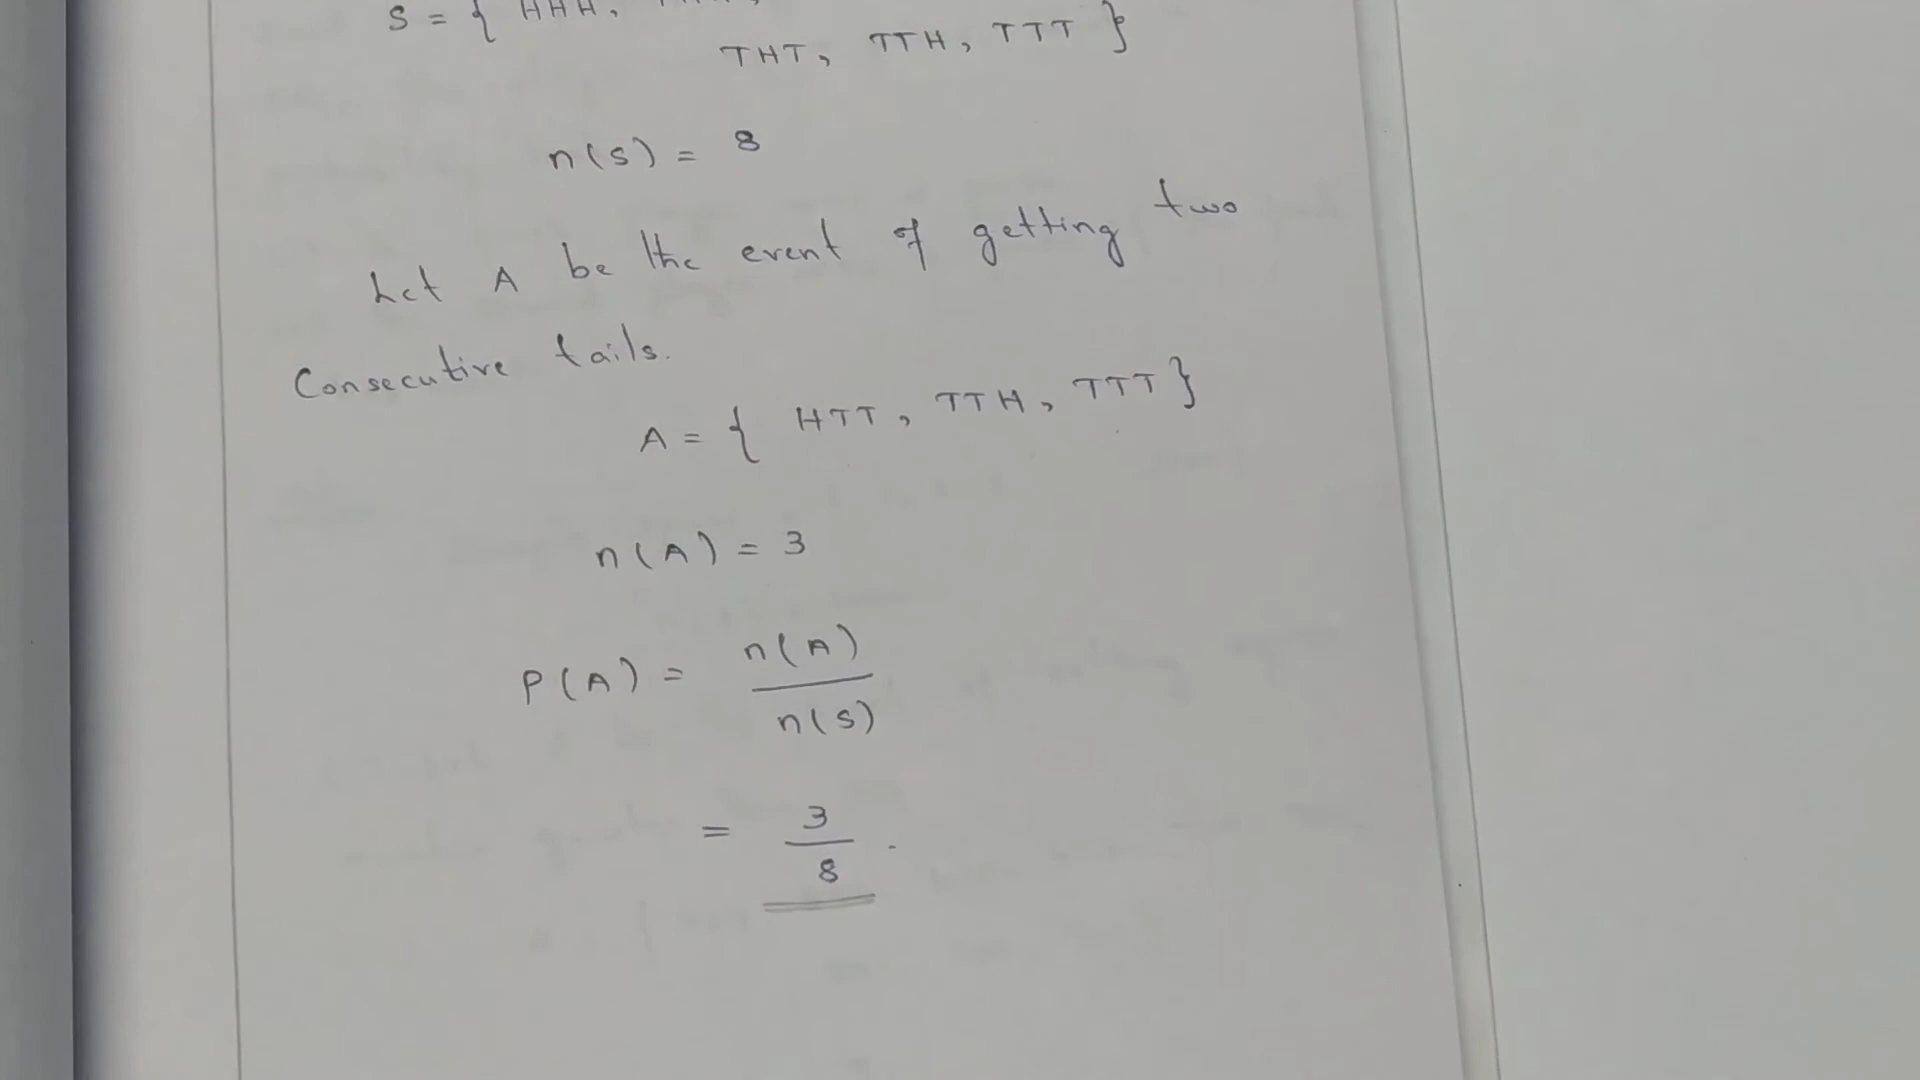 S = { HHH,
THT, TTH, TTT }
n(S) = 8
Let A be the event of getting two
Consecutive tails.
A = { HTT, TTH, TTT }
n(A) = 3
P(A) = n(A) / n(S)
= 3 / 8 .